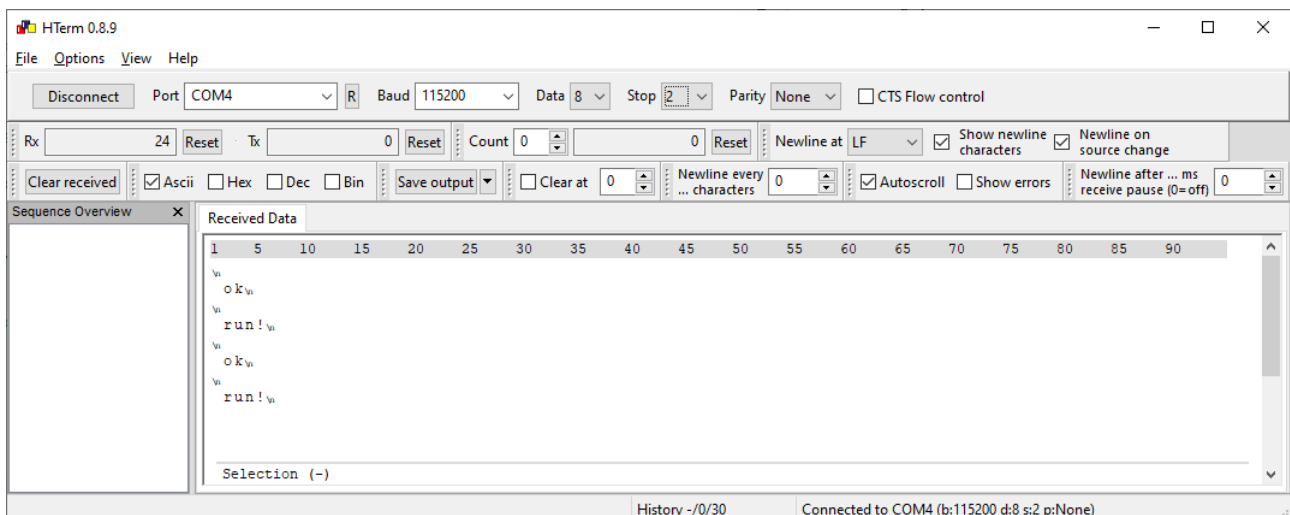 HTerm 0.8.9
File Options View Help
Disconnect Port COM4 R Baud 115200 Data 8 Stop 2 Parity None CTS Flow control
Rx 24 Reset Tx 0 Reset Count 0 0 Reset Newline at LF Show newline characters Newline on source change
Clear received Ascii Hex Dec Bin Save output Clear at 0 Newline every ... characters 0 Autoscroll Show errors Newline after ... ms receive pause (0=off) 0
Sequence Overview X Received Data
1 5 10 15 20 25 30 35 40 45 50 55 60 65 70 75 80 85 90
\n
ok\n
\n
run!\n
\n
ok\n
\n
run!\n
Selection (-)
History -/0/30 Connected to COM4 (b:115200 d:8 s:2 p:None)